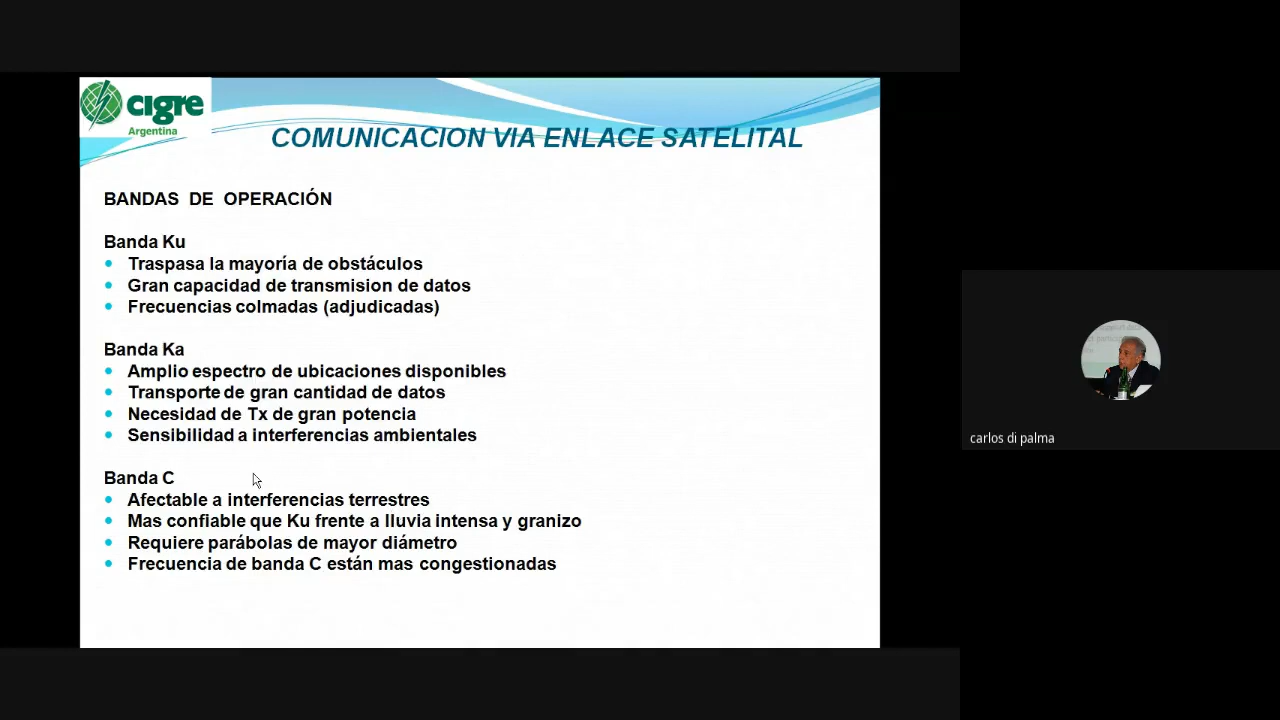 cigre
Argentina
COMUNICACION VIA ENLACE SATELITAL
BANDAS DE OPERACIÓN
Banda Ku
Traspasa la mayoría de obstáculos
Gran capacidad de transmision de datos
Frecuencias colmadas (adjudicadas)
Banda Ka
Amplio espectro de ubicaciones disponibles
Transporte de gran cantidad de datos
Necesidad de Tx de gran potencia
Sensibilidad a interferencias ambientales
Banda C
Afectable a interferencias terrestres
Mas confiable que Ku frente a lluvia intensa y granizo
Requiere parábolas de mayor diámetro
Frecuencia de banda C están mas congestionadas
carlos di palma